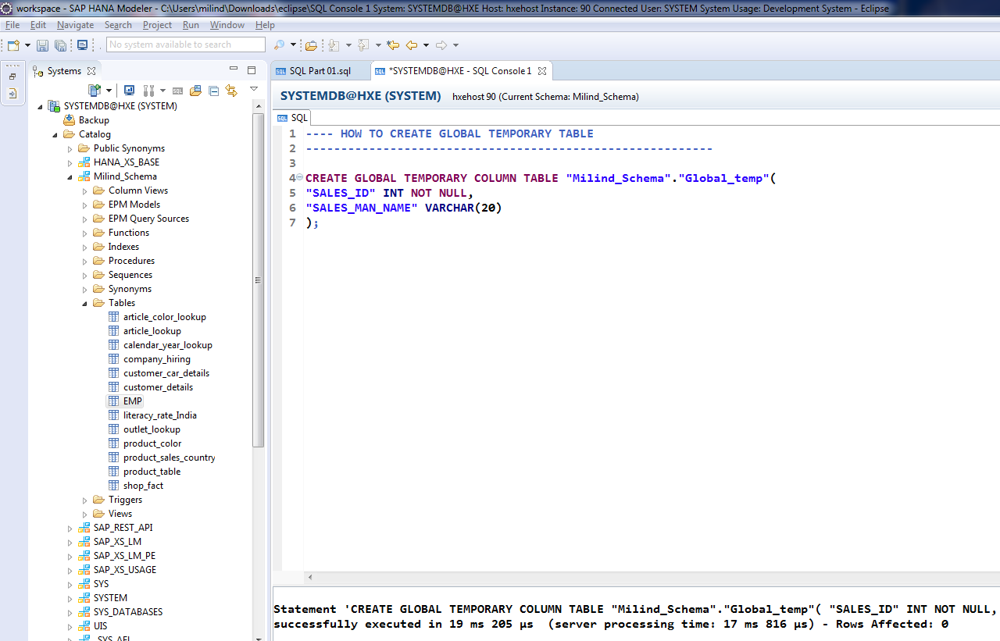 workspace - SAP HANA Modeler - C:\Users\milind\Downloads\eclipse\SQL Console 1 System: SYSTEMDB@HXE Host: hxehost Instance: 90 Connected User: SYSTEM System Usage: Development System - Eclipse
File Edit Navigate Search Project Run Window Help
No system available to search
Systems
SQL Part 01.sql
*SYSTEMDB@HXE - SQL Console 1
SYSTEMDB@HXE (SYSTEM) hxehost 90 (Current Schema: Milind_Schema)
SQL
SYSTEMDB@HXE (SYSTEM)
Backup
Catalog
Public Synonyms
HANA_XS_BASE
Milind_Schema
Column Views
EPM Models
EPM Query Sources
Functions
Indexes
Procedures
Sequences
Synonyms
Tables
article_color_lookup
article_lookup
calendar_year_lookup
company_hiring
customer_car_details
customer_details
EMP
literacy_rate_India
outlet_lookup
product_color
product_sales_country
product_table
shop_fact
Triggers
Views
SAP_REST_API
SAP_XS_LM
SAP_XS_LM_PE
SAP_XS_USAGE
SYS
SYSTEM
SYS_DATABASES
UIS
_SYS_AFL
1 ---- HOW TO CREATE GLOBAL TEMPORARY TABLE
2 ----------------------------------------------------------
3
4 CREATE GLOBAL TEMPORARY COLUMN TABLE "Milind_Schema"."Global_temp"(
5 "SALES_ID" INT NOT NULL,
6 "SALES_MAN_NAME" VARCHAR(20)
7 );
Statement 'CREATE GLOBAL TEMPORARY COLUMN TABLE "Milind_Schema"."Global_temp"( "SALES_ID" INT NOT NULL,
successfully executed in 19 ms 205 µs (server processing time: 17 ms 816 µs) - Rows Affected: 0